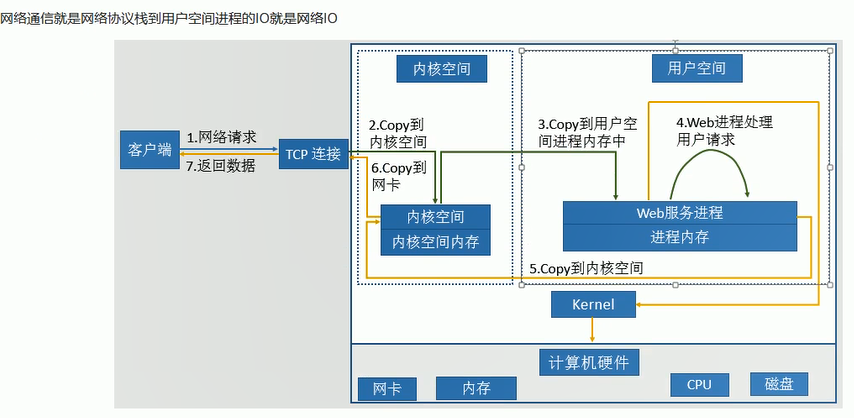 网络通信就是网络协议栈到用户空间进程的IO就是网络IO
内核空间
用户空间
客户端
1.网络请求
7.返回数据
TCP 连接
2.Copy到
内核空间
6.Copy到
网卡
3.Copy到用户空
间进程内存中
4.Web进程处理
用户请求
内核空间
内核空间内存
Web服务进程
进程内存
5.Copy到内核空间
Kernel
计算机硬件
网卡
内存
CPU
磁盘